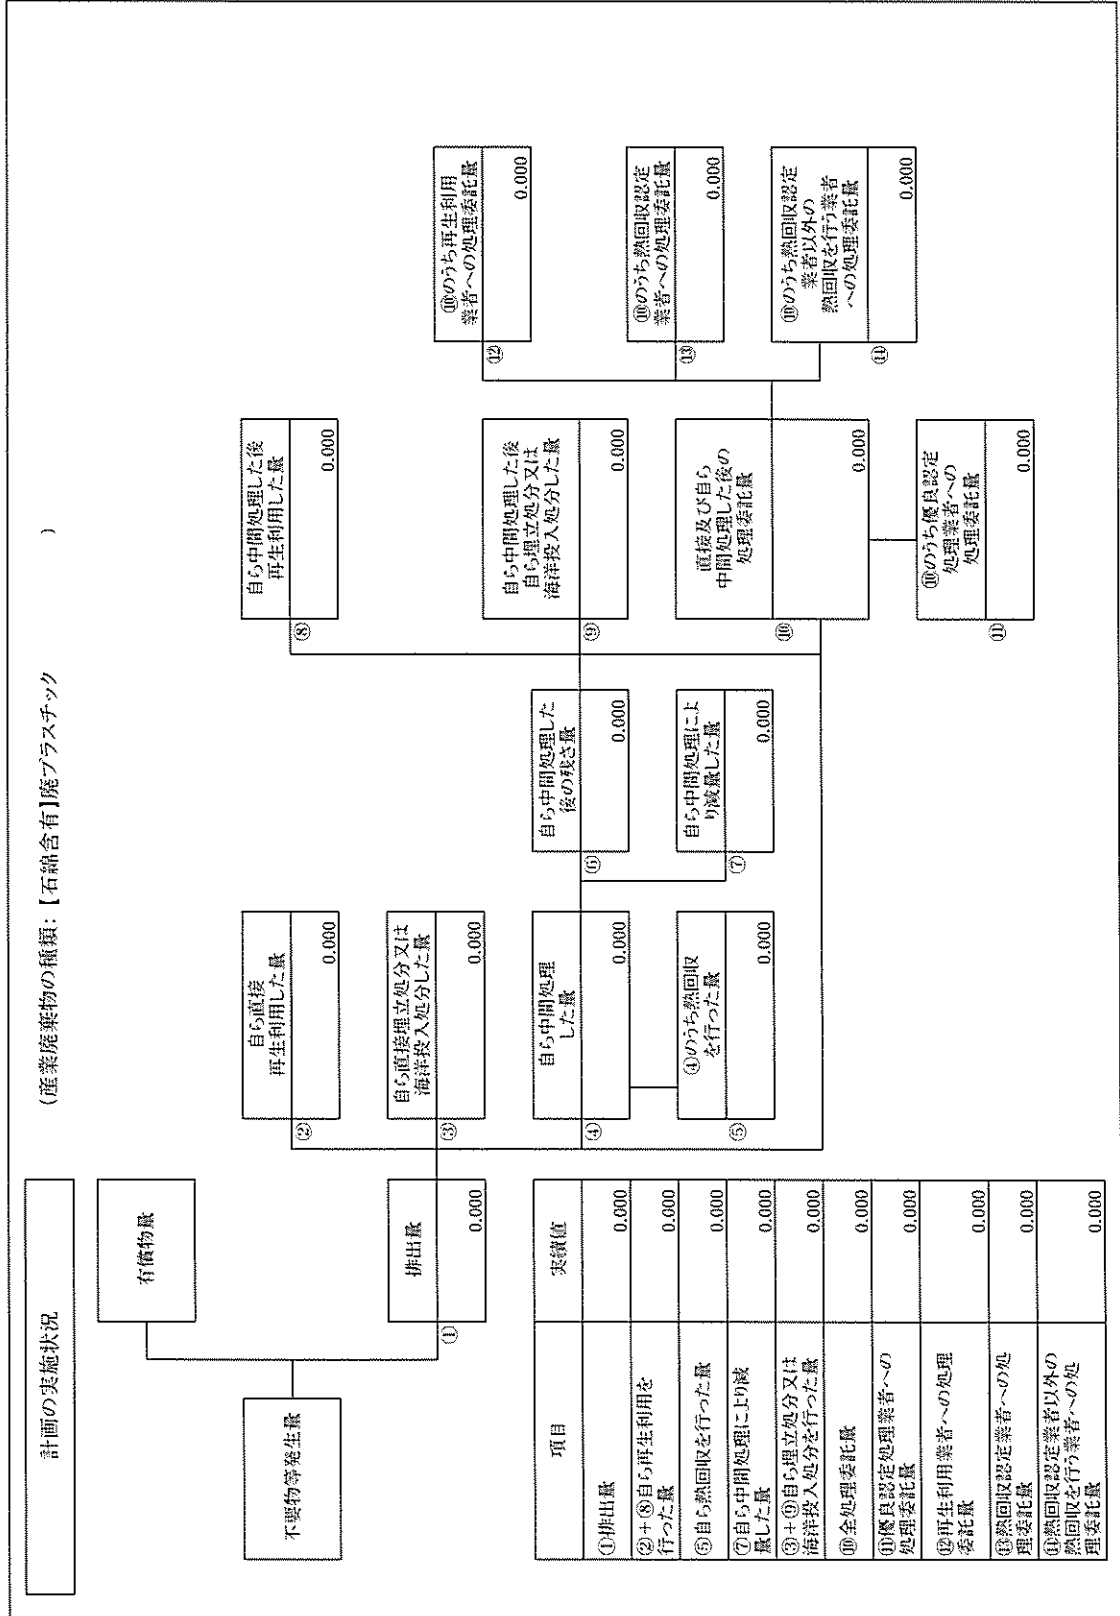 計画の実施状況
(産業廃棄物の種類:【石綿含有】廃プラスチック )
不要物等発生量
有償物量
①
排出量
0.000
②
自ら直接
再生利用した量
0.000
③
自ら直接埋立処分又は
海洋投入処分した量
0.000
④
自ら中間処理
した量
0.000
⑤
④のうち熱回収
を行った量
0.000
⑥
自ら中間処理した
後の残さ量
0.000
⑦
自ら中間処理によ
り減量した量
0.000
⑧
自ら中間処理した後
再生利用した量
0.000
⑨
自ら中間処理した後
自ら埋立処分又は
海洋投入処分した量
0.000
⑩
直接及び自ら
中間処理した後の
処理委託量
0.000
⑪
⑩のうち優良認定
処理業者への
処理委託量
0.000
⑫
⑩のうち再生利用
業者への処理委託量
0.000
⑬
⑩のうち熱回収認定
業者への処理委託量
0.000
⑭
⑩のうち熱回収認定
業者以外の
熱回収を行う業者
への処理委託量
0.000
項目 実績値
①排出量 0.000
②+⑧自ら再生利用を
行った量 0.000
⑤自ら熱回収を行った量 0.000
⑦自ら中間処理により減
量した量 0.000
③+⑨自ら埋立処分又は
海洋投入処分を行った量 0.000
⑩全処理委託量 0.000
⑪優良認定処理業者への
処理委託量 0.000
⑫再生利用業者への処理
委託量 0.000
⑬熱回収認定業者への処
理委託量 0.000
⑭熱回収認定業者以外の
熱回収を行う業者への処
理委託量 0.000